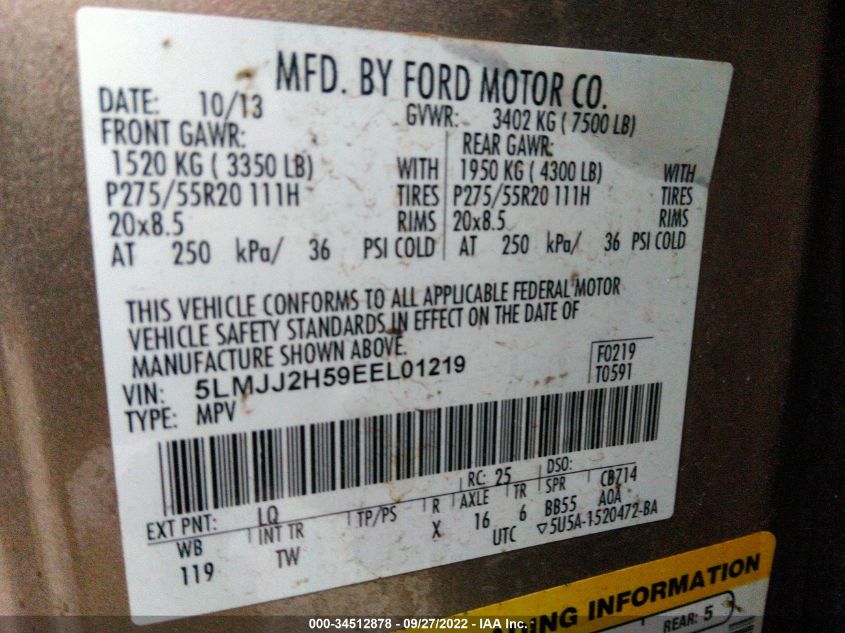 MFD. BY FORD MOTOR CO.
DATE: 10/13 GVWR: 3402 KG ( 7500 LB)
FRONT GAWR: REAR GAWR:
1520 KG ( 3350 LB) WITH 1950 KG ( 4300 LB) WITH
P275/55R20 111H TIRES P275/55R20 111H TIRES
20x8.5 RIMS 20x8.5 RIMS
AT 250 kPa/ 36 PSI COLD AT 250 kPa/ 36 PSI COLD
THIS VEHICLE CONFORMS TO ALL APPLICABLE FEDERAL MOTOR
VEHICLE SAFETY STANDARDS IN EFFECT ON THE DATE OF
MANUFACTURE SHOWN ABOVE.
F0219
VIN: 5LMJJ2H59EEL01219
T0591
TYPE: MPV
RC: 25 DSO:
EXT PNT: LQ CB714
WB INT TR TP/PS R AXLE TR SPR A0A
119 TW X 16 6 BB55
UTC ▽5U5A-1520472-BA
ADING INFORMATION
REAR: 5
000-34512878 - 09/27/2022 - IAA Inc.